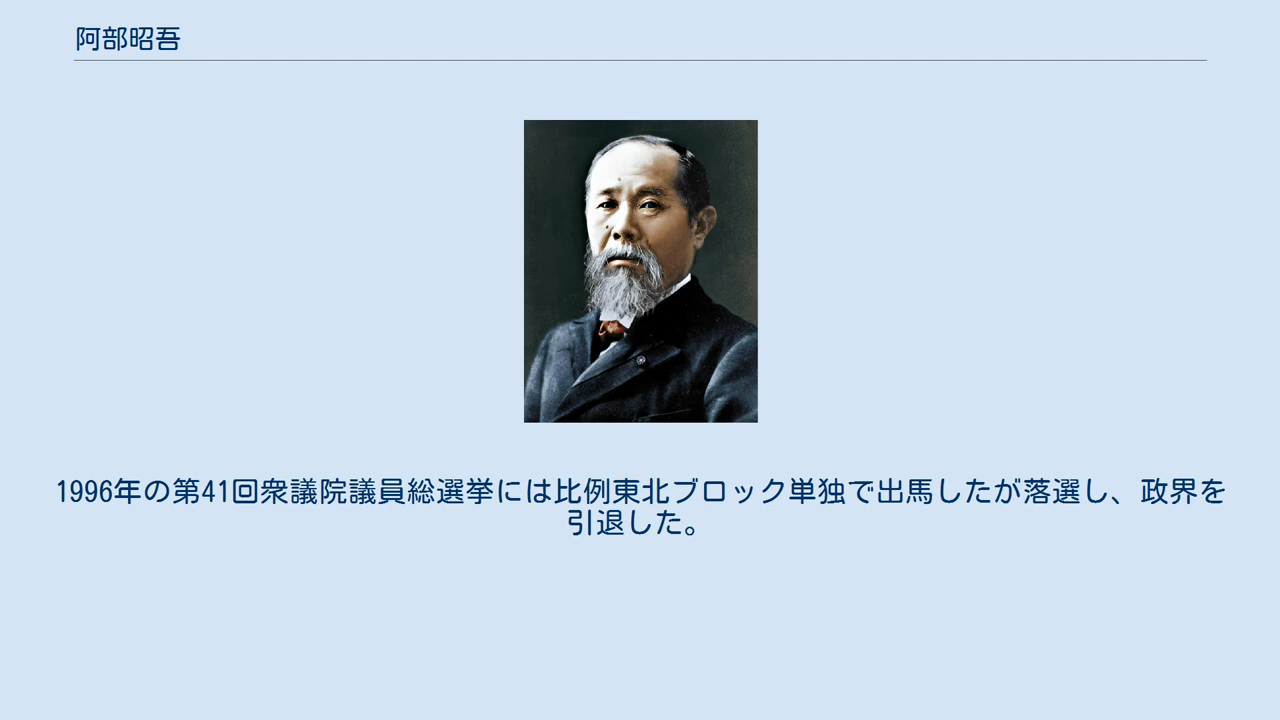 阿部昭吾
1996年の第41回衆議院議員総選挙には比例東北ブロック単独で出馬したが落選し、政界を
引退した。